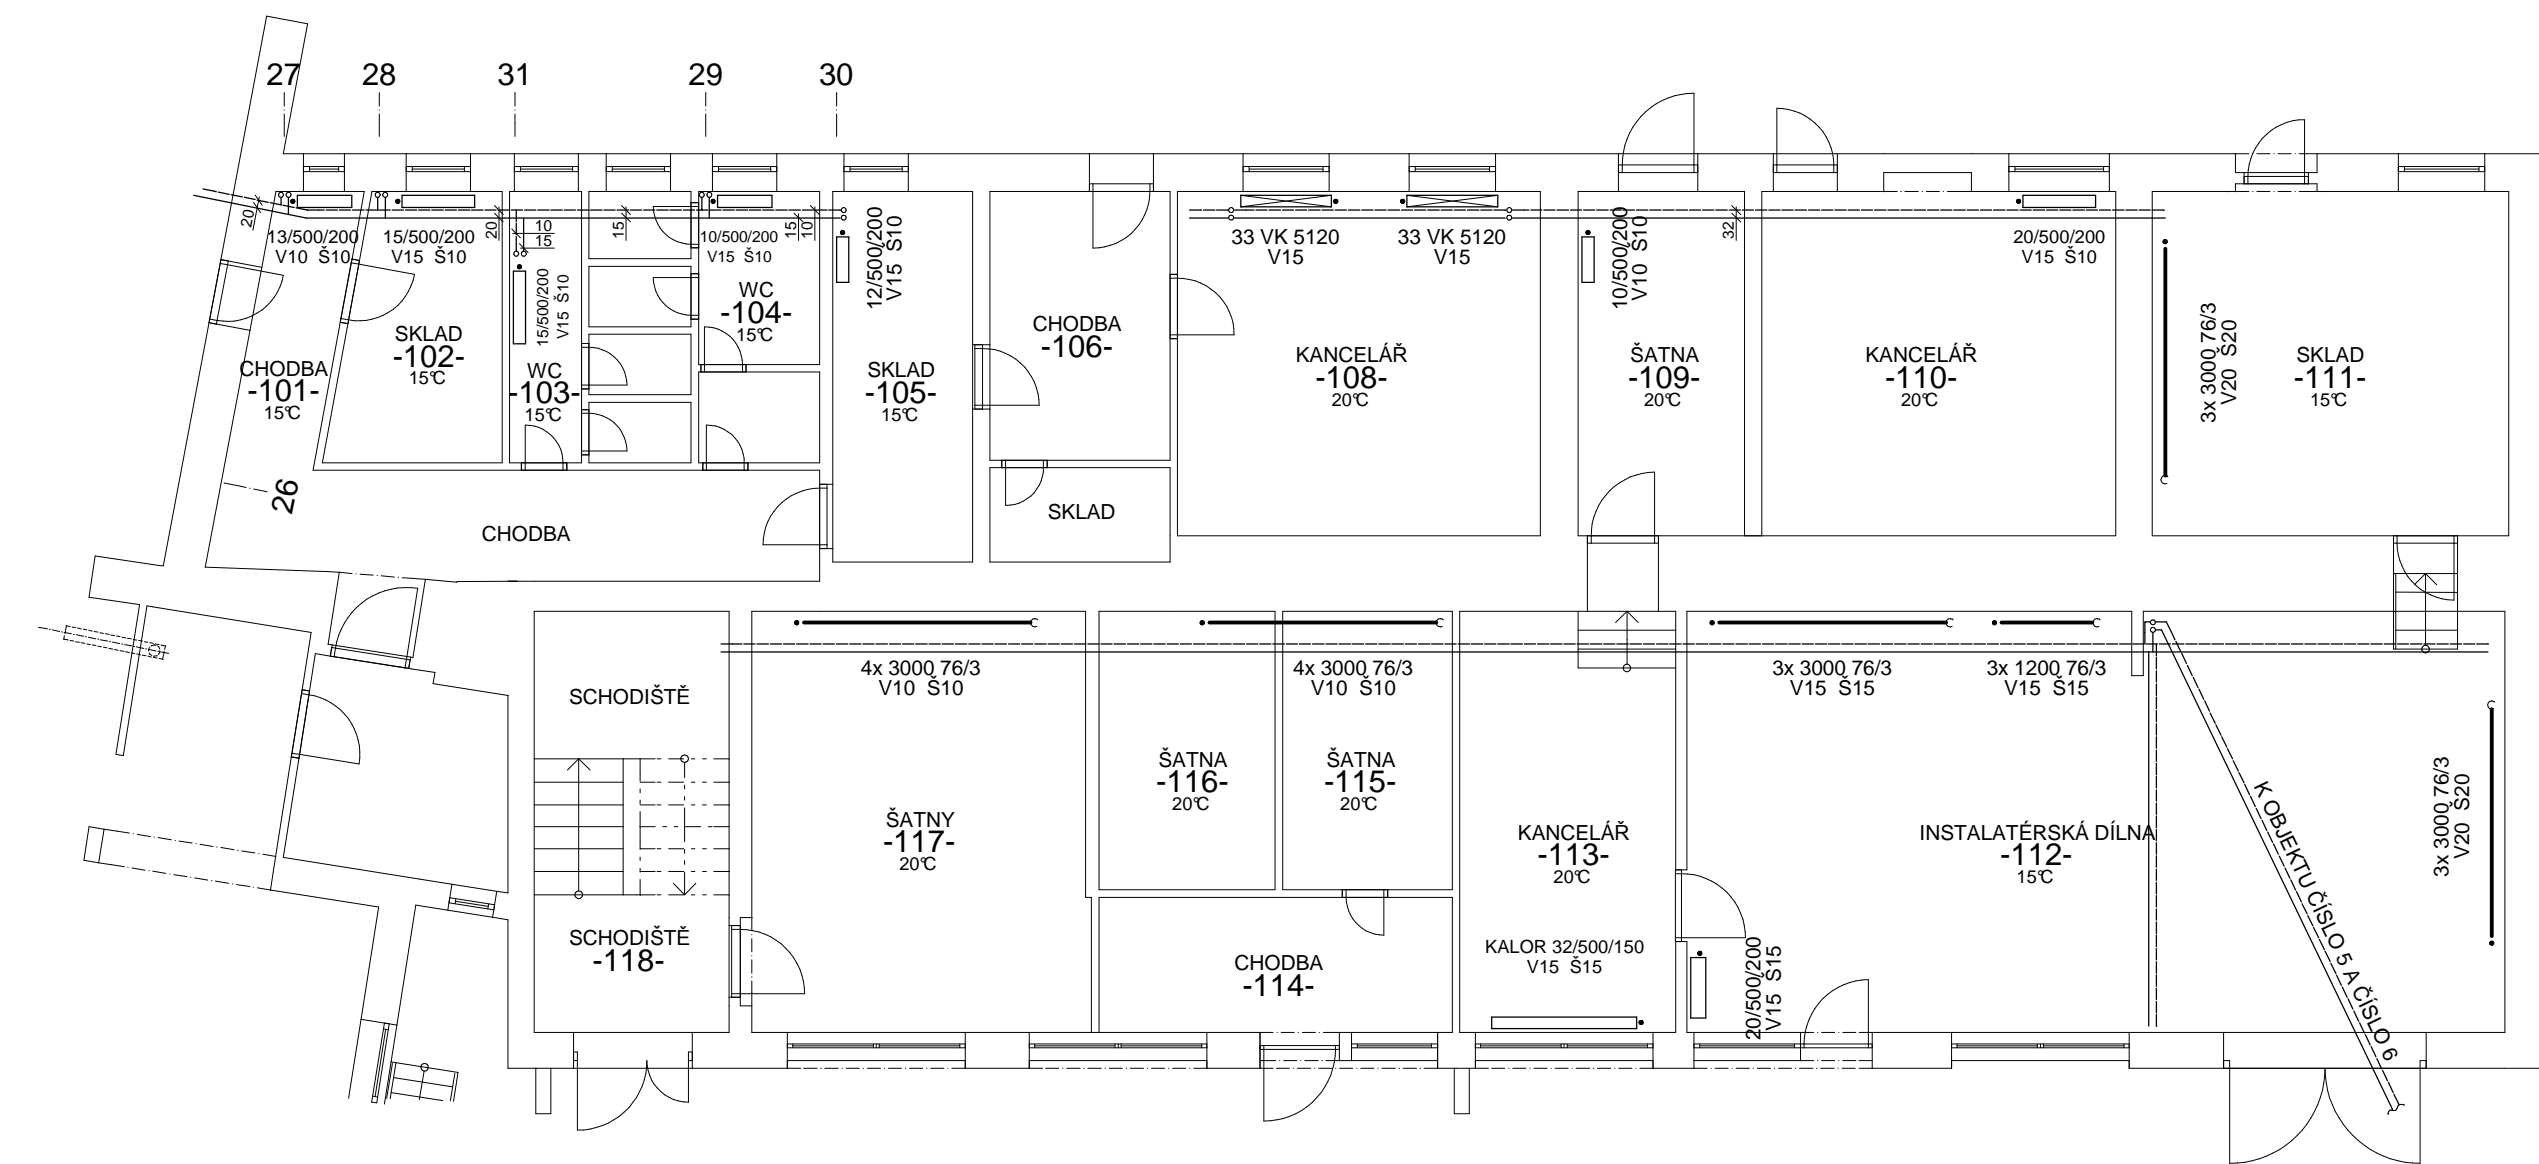 27
28
31
29
30
20
13/500/200
V10 Š10
15/500/200
V15 Š10
20
10
15
15
10/500/200
V15 Š10
15
10
12/500/200
V15 Š10
33 VK 5120
V15
33 VK 5120
V15
10/500/200
V10 Š10
32
20/500/200
V15 Š10
3x 3000 76/3
V20 Š20
15/500/200
V15 Š10
CHODBA
-101-
15°C
SKLAD
-102-
15°C
WC
-103-
15°C
WC
-104-
15°C
SKLAD
-105-
15°C
CHODBA
-106-
KANCELÁŘ
-108-
20°C
ŠATNA
-109-
20°C
KANCELÁŘ
-110-
20°C
SKLAD
-111-
15°C
26
CHODBA
SKLAD
4x 3000 76/3
V10 Š10
4x 3000 76/3
V10 Š10
3x 3000 76/3
V15 Š15
3x 1200 76/3
V15 Š15
SCHODIŠTĚ
ŠATNY
-117-
20°C
ŠATNA
-116-
20°C
ŠATNA
-115-
20°C
KANCELÁŘ
-113-
20°C
INSTALATÉRSKÁ DÍLNA
-112-
15°C
K OBJEKTU ČÍSLO 5 A ČÍSLO 6
3x 3000 76/3
V20 Š20
SCHODIŠTĚ
-118-
CHODBA
-114-
KALOR 32/500/150
V15 Š15
20/500/200
V15 Š15